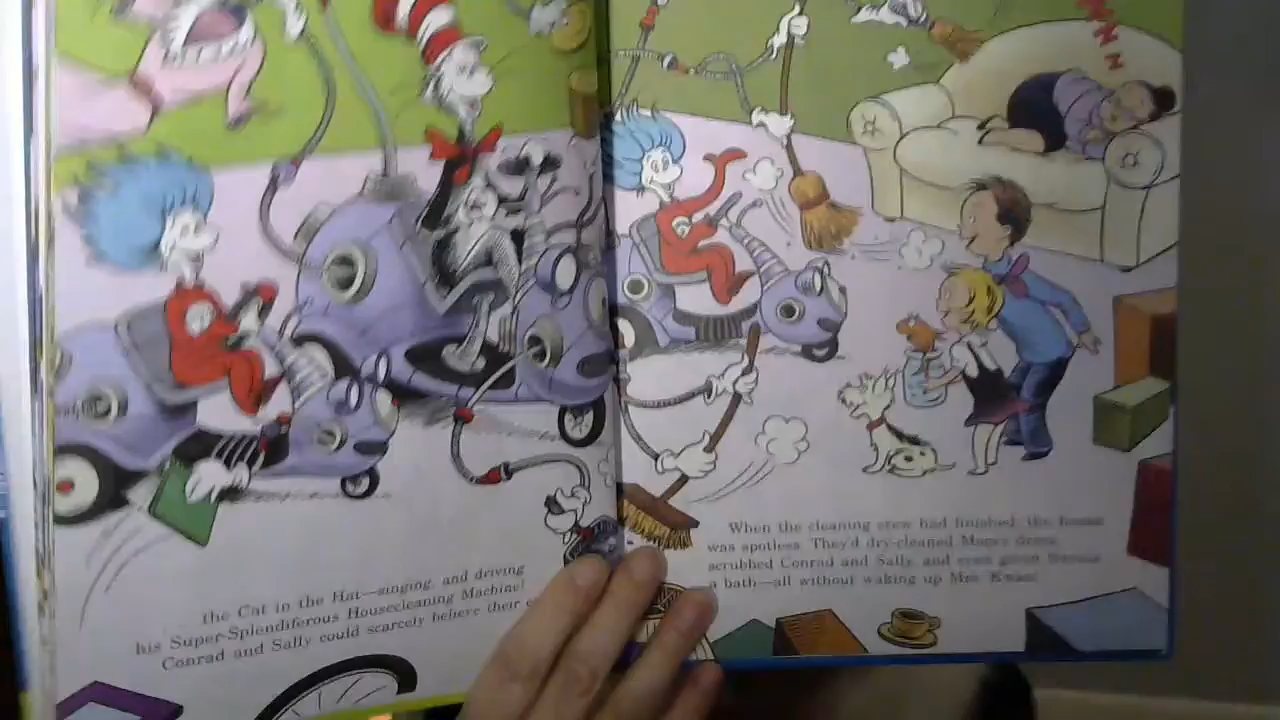 the Cat in the Hat—singing, and driving
his Super-Splendiferous Housecleaning Machine!
Conrad and Sally could scarcely believe their
When the cleaning crew had finished, the house
was spotless. They'd dry-cleaned Mom's dress,
scrubbed Conrad and Sally, and even given Nevins
a bath—all without waking up Mrs. Kwan!
Z
Z
Z